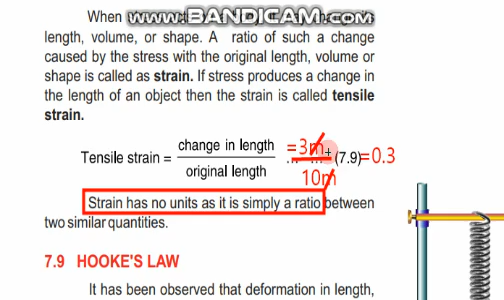 www.BANDICAM.com
When
length, volume, or shape. A ratio of such a change
caused by the stress with the original length, volume or
shape is called as strain. If stress produces a change in
the length of an object then the strain is called tensile
strain.
Tensile strain = change in length / original length ... ... (7.9)
= 3m / 10m = 0.3
Strain has no units as it is simply a ratio between
two similar quantities.
7.9 HOOKE'S LAW
It has been observed that deformation in length,